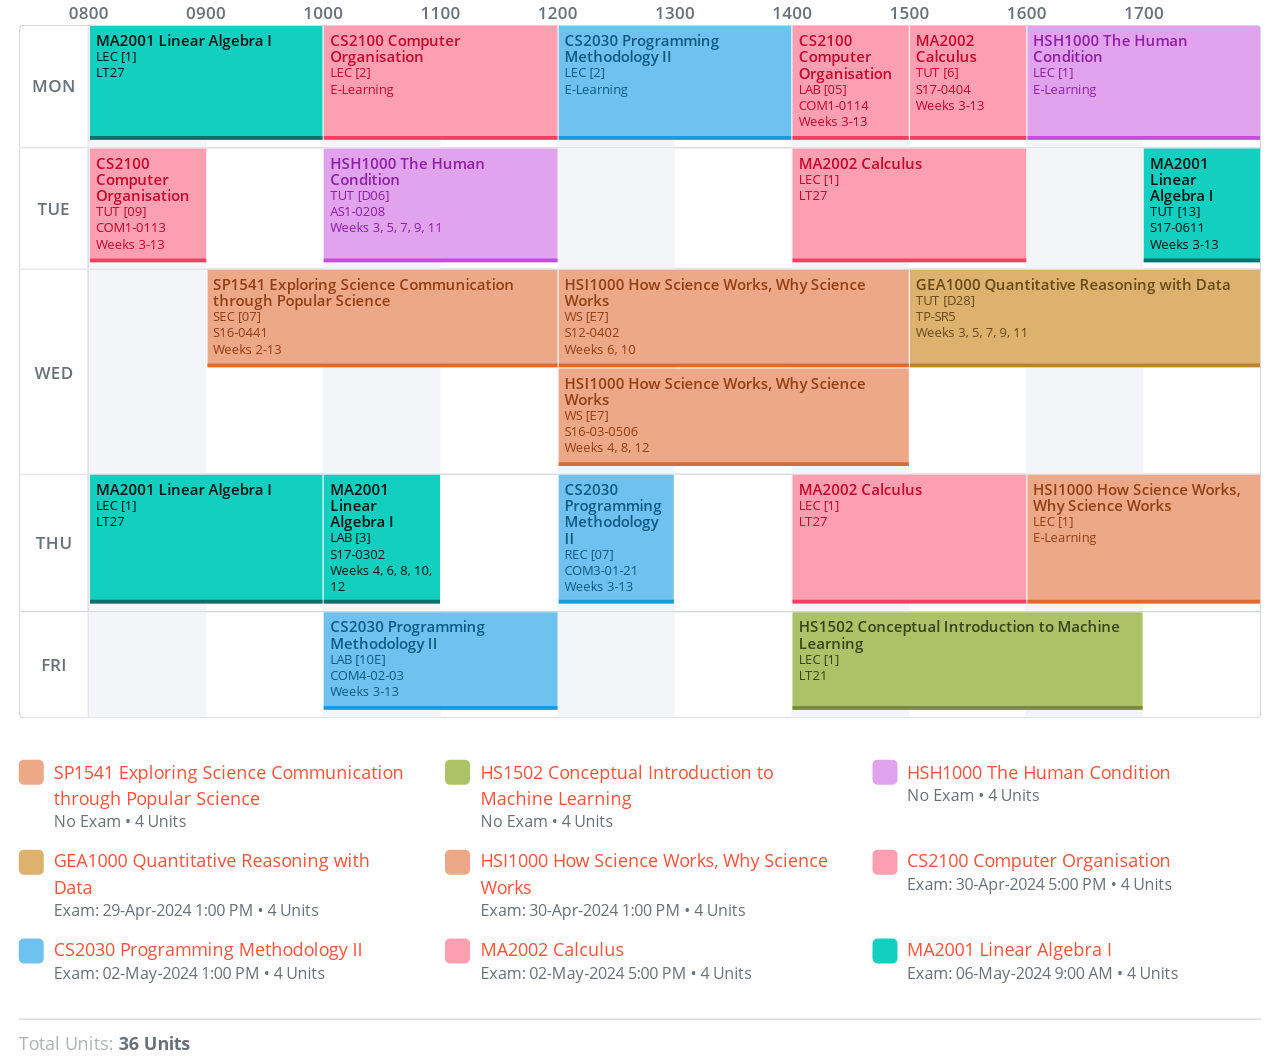 0800 0900 1000 1100 1200 1300 1400 1500 1600 1700
MON
MA2001 Linear Algebra I
LEC [1]
LT27
CS2100 Computer
Organisation
LEC [2]
E-Learning
CS2030 Programming
Methodology II
LEC [2]
E-Learning
CS2100
Computer
Organisation
LAB [05]
COM1-0114
Weeks 3-13
MA2002
Calculus
TUT [6]
S17-0404
Weeks 3-13
HSH1000 The Human
Condition
LEC [1]
E-Learning
TUE
CS2100
Computer
Organisation
TUT [09]
COM1-0113
Weeks 3-13
HSH1000 The Human
Condition
TUT [D06]
AS1-0208
Weeks 3, 5, 7, 9, 11
MA2002 Calculus
LEC [1]
LT27
MA2001
Linear
Algebra I
TUT [13]
S17-0611
Weeks 3-13
WED
SP1541 Exploring Science Communication
through Popular Science
SEC [07]
S16-0441
Weeks 2-13
HSI1000 How Science Works, Why Science
Works
WS [E7]
S12-0402
Weeks 6, 10
GEA1000 Quantitative Reasoning with Data
TUT [D28]
TP-SR5
Weeks 3, 5, 7, 9, 11
HSI1000 How Science Works, Why Science
Works
WS [E7]
S16-03-0506
Weeks 4, 8, 12
THU
MA2001 Linear Algebra I
LEC [1]
LT27
MA2001
Linear
Algebra I
LAB [3]
S17-0302
Weeks 4, 6, 8, 10,
12
CS2030
Programming
Methodology
II
REC [07]
COM3-01-21
Weeks 3-13
MA2002 Calculus
LEC [1]
LT27
HSI1000 How Science Works,
Why Science Works
LEC [1]
E-Learning
FRI
CS2030 Programming
Methodology II
LAB [10E]
COM4-02-03
Weeks 3-13
HS1502 Conceptual Introduction to Machine
Learning
LEC [1]
LT21
SP1541 Exploring Science Communication
through Popular Science
No Exam • 4 Units
HS1502 Conceptual Introduction to
Machine Learning
No Exam • 4 Units
HSH1000 The Human Condition
No Exam • 4 Units
GEA1000 Quantitative Reasoning with
Data
Exam: 29-Apr-2024 1:00 PM • 4 Units
HSI1000 How Science Works, Why Science
Works
Exam: 30-Apr-2024 1:00 PM • 4 Units
CS2100 Computer Organisation
Exam: 30-Apr-2024 5:00 PM • 4 Units
CS2030 Programming Methodology II
Exam: 02-May-2024 1:00 PM • 4 Units
MA2002 Calculus
Exam: 02-May-2024 5:00 PM • 4 Units
MA2001 Linear Algebra I
Exam: 06-May-2024 9:00 AM • 4 Units
Total Units: 36 Units